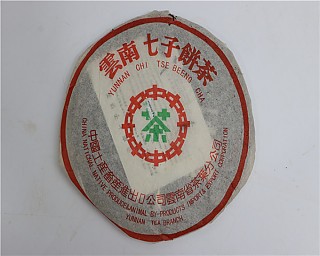 雲南七子餅茶
YUNNAN CHI TSE BEENG CHA
茶
中國土產畜產進出口公司雲南省茶葉分公司
CHINA NATIONAL NATIVE PRODUCE & ANIMAL BY-PRODUCTS IMPORT & EXPORT CORPORATION
YUNNAN TEA BRANCH